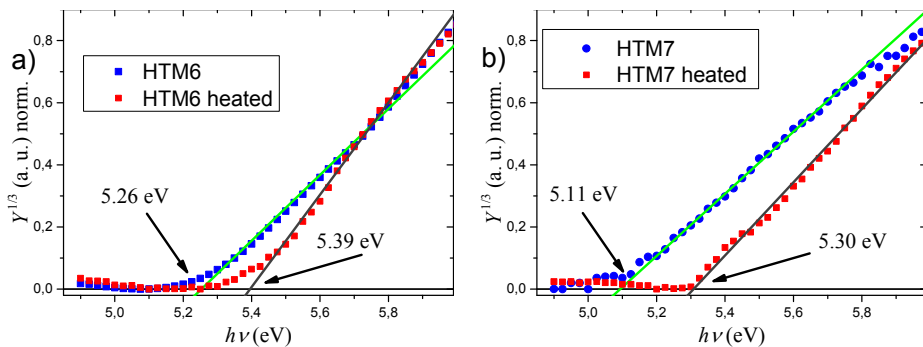 a)
HTM6
HTM6 heated
5.26 eV
5.39 eV
Y1/3 (a. u.) norm.
0,8
0,6
0,4
0,2
0,0
5,0 5,2 5,4 5,6 5,8
hν (eV)
b)
HTM7
HTM7 heated
5.11 eV
5.30 eV
Y1/3 (a. u.) norm.
0,8
0,6
0,4
0,2
0,0
5,0 5,2 5,4 5,6 5,8
hν (eV)